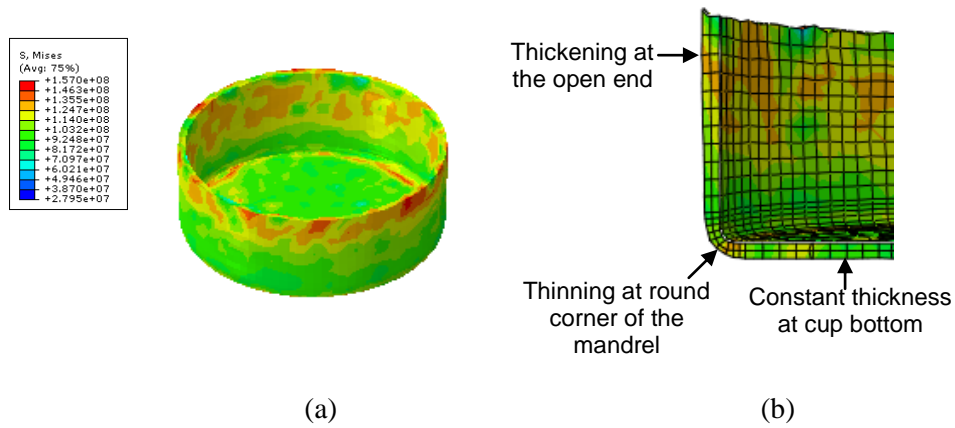 S, Mises
(Avg: 75%)
+1.570e+08
+1.463e+08
+1.355e+08
+1.247e+08
+1.140e+08
+1.032e+08
+9.248e+07
+8.172e+07
+7.097e+07
+6.021e+07
+4.946e+07
+3.870e+07
+2.795e+07
Thickening at
the open end
Thinning at round
corner of the
mandrel
Constant thickness
at cup bottom
(a)
(b)